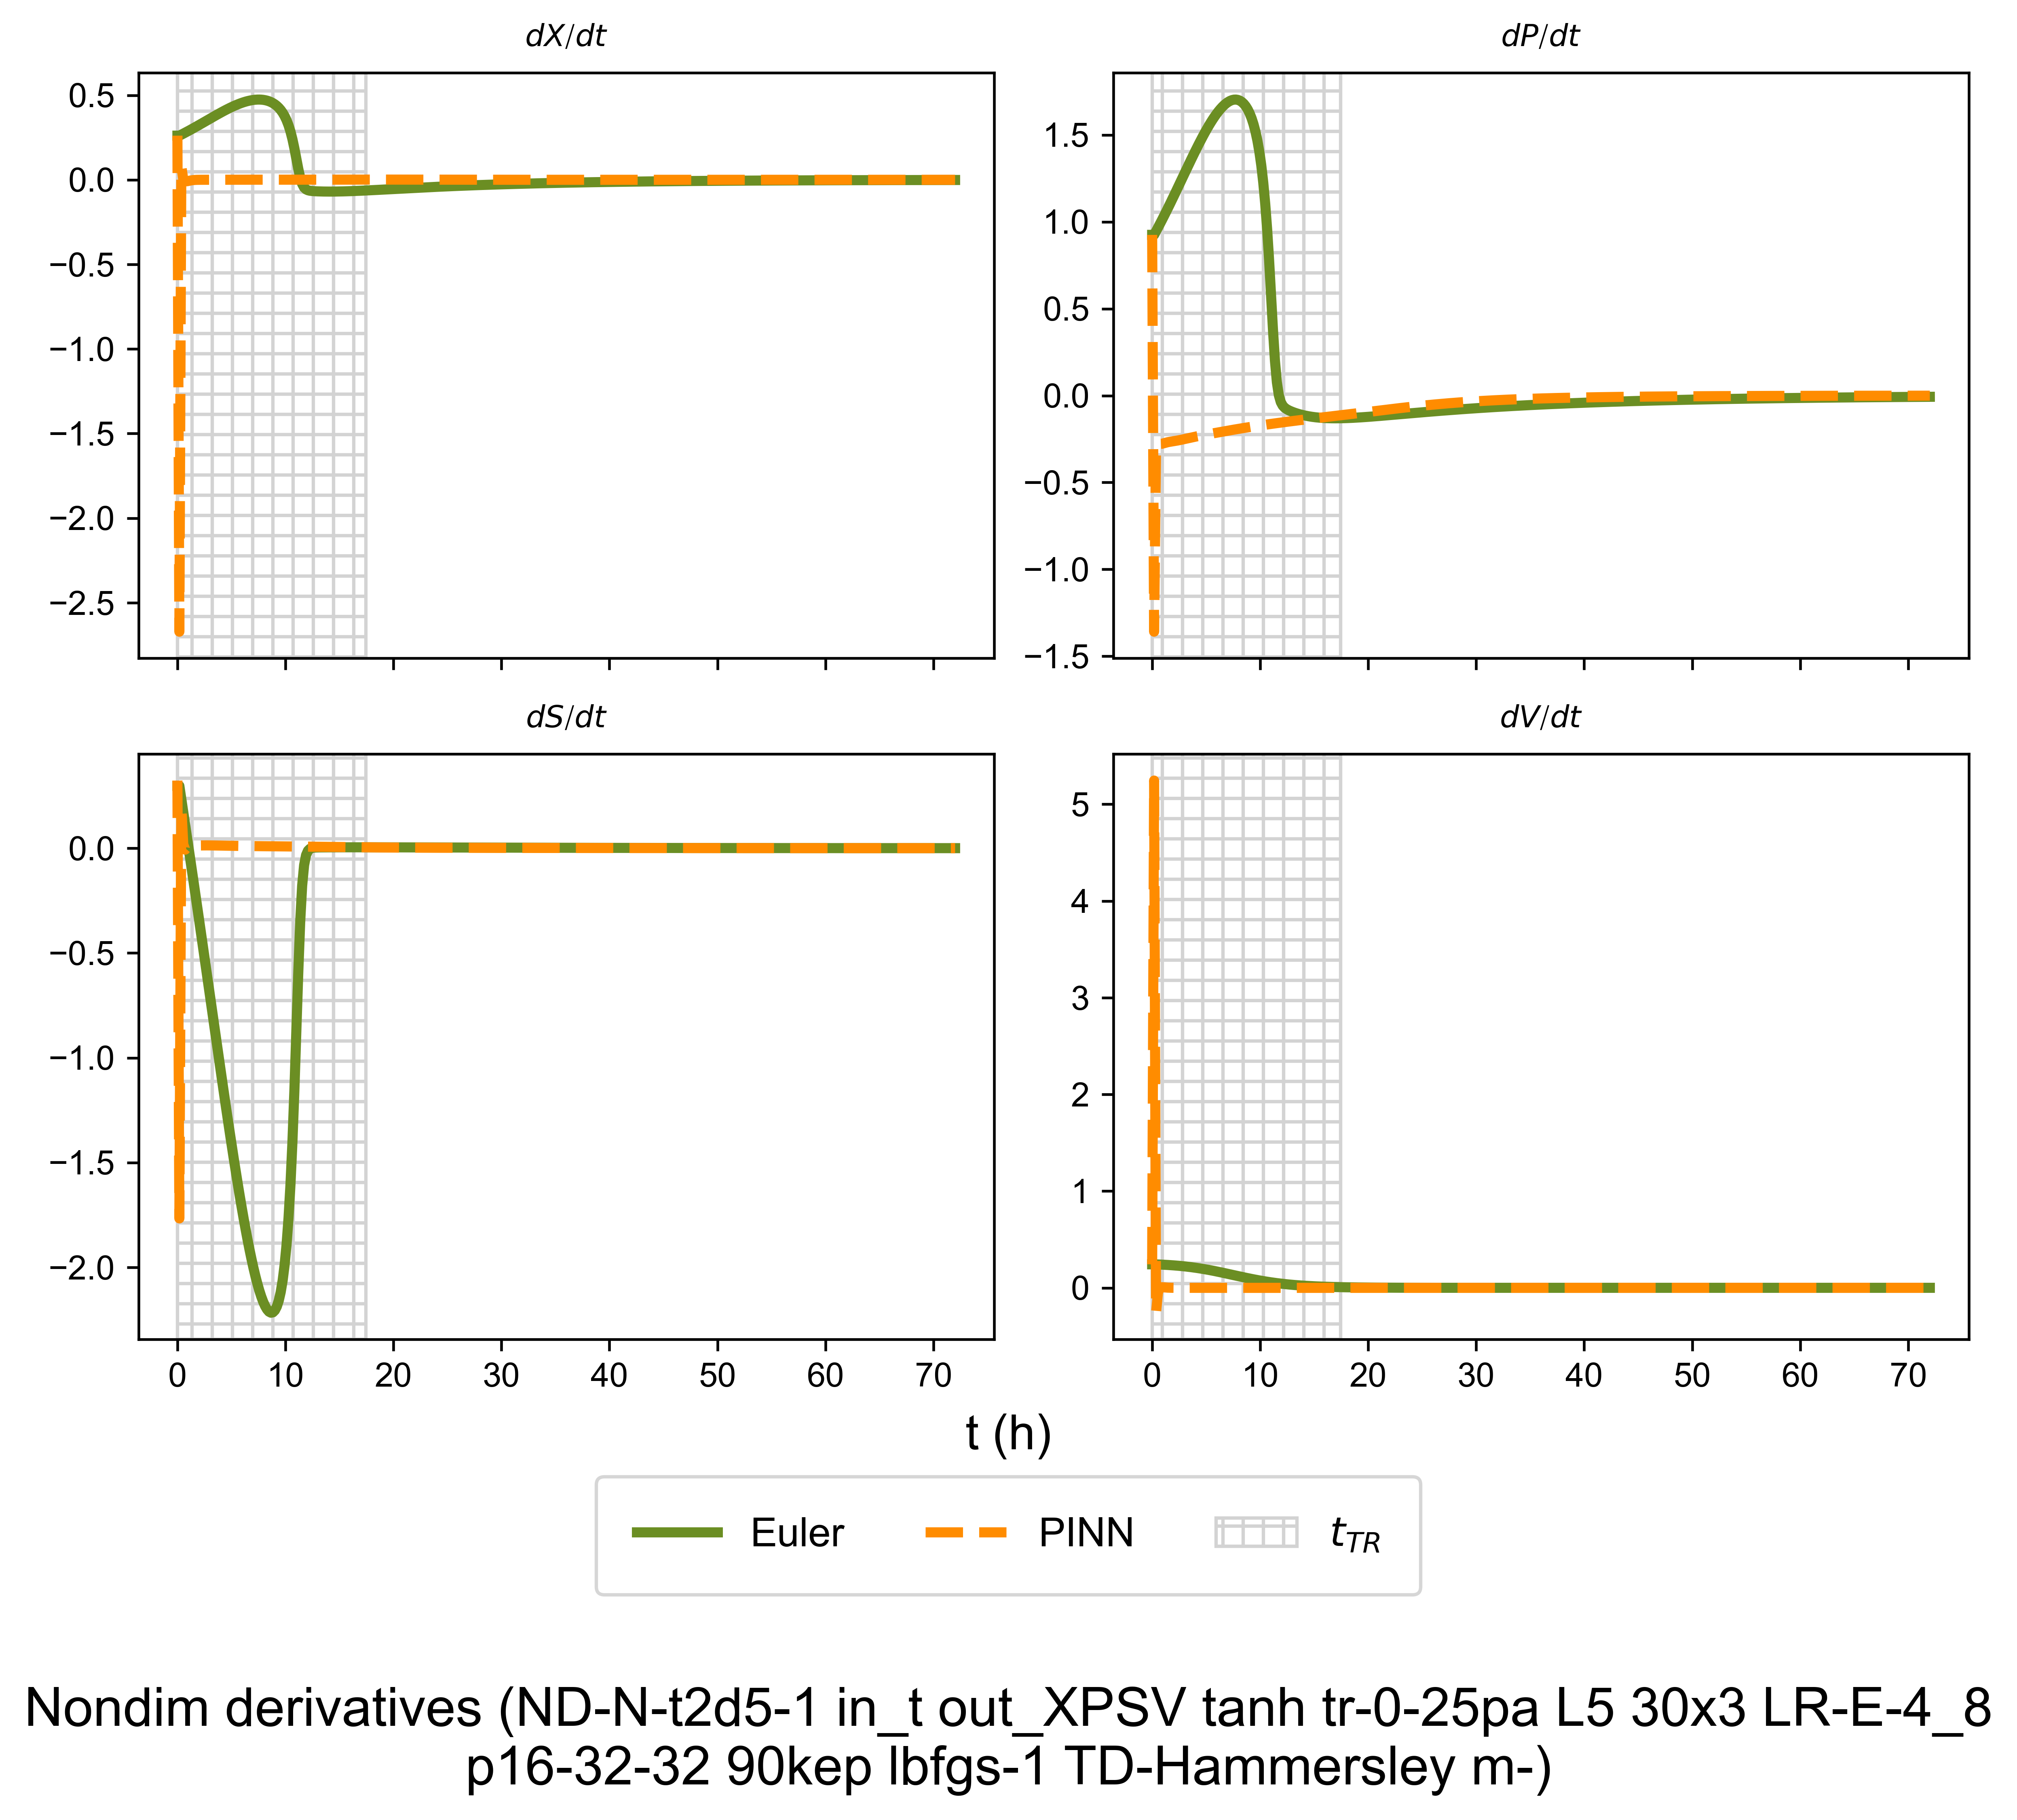 dX/dt
dP/dt
0.5
0.0
−0.5
−1.0
−1.5
−2.0
−2.5
1.5
1.0
0.5
0.0
−0.5
−1.0
−1.5
dS/dt
dV/dt
0.0
−0.5
−1.0
−1.5
−2.0
0 10 20 30 40 50 60 70
5
4
3
2
1
0
0 10 20 30 40 50 60 70
t (h)
Euler PINN t_{TR}
Nondim derivatives (ND-N-t2d5-1 in_t out_XPSV tanh tr-0-25pa L5 30x3 LR-E-4_8
p16-32-32 90kep lbfgs-1 TD-Hammersley m-)